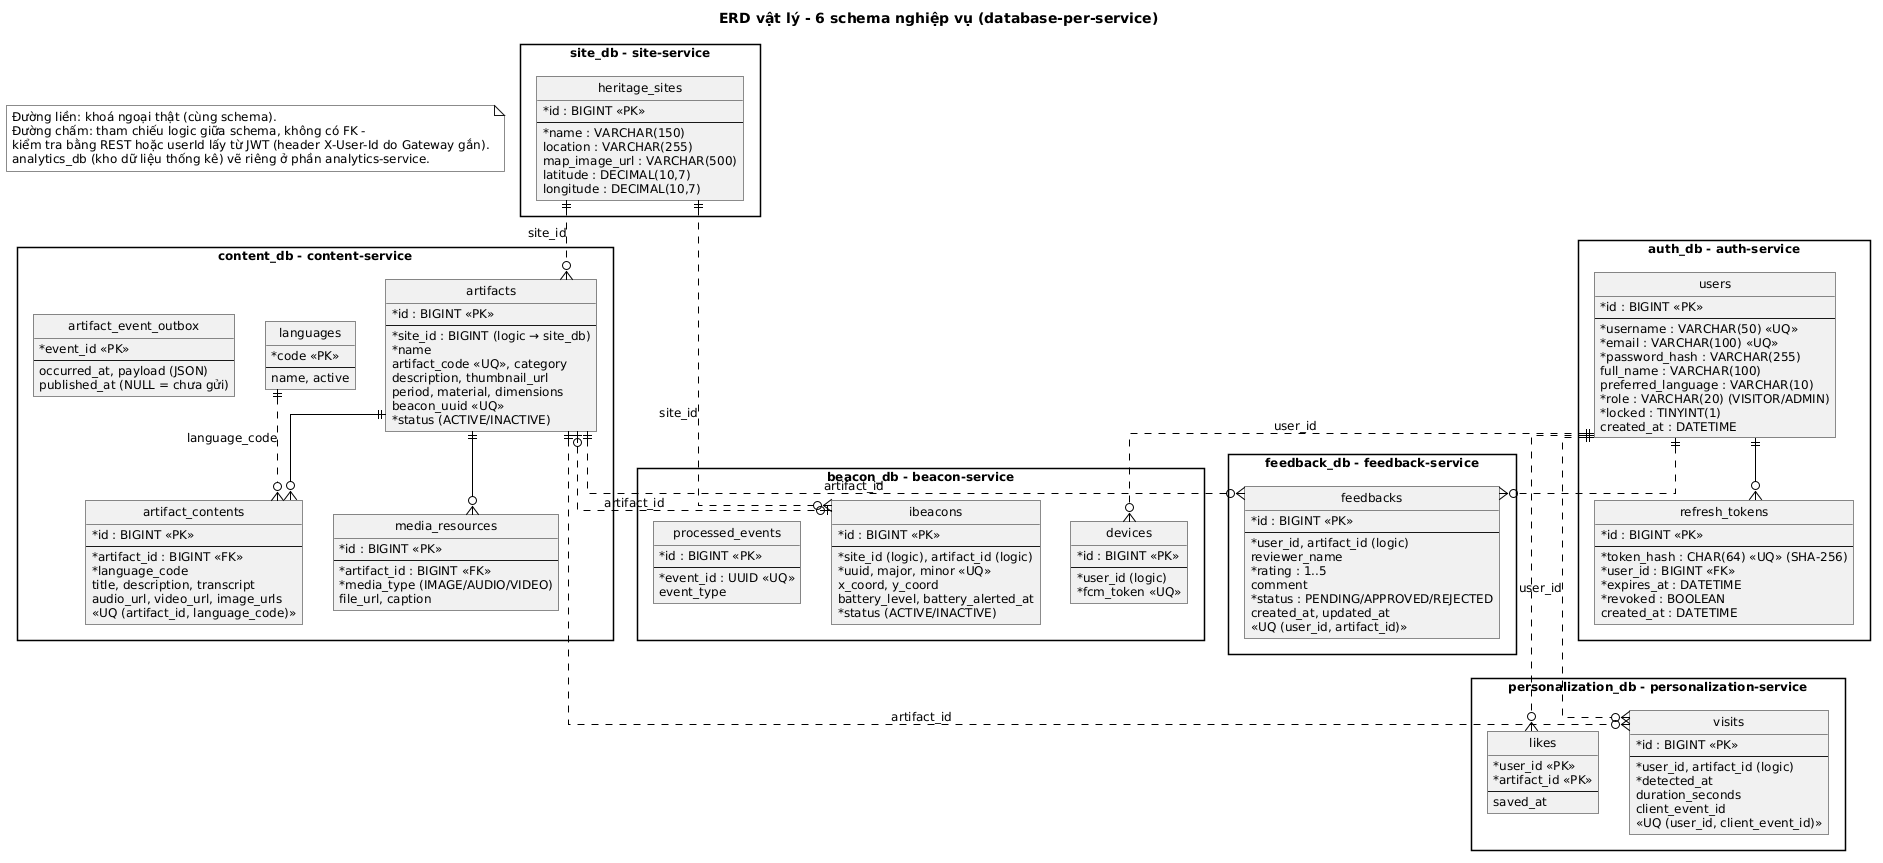 ERD vật lý - 6 schema nghiệp vụ (database-per-service)
Đường liền: khoá ngoại thật (cùng schema).
Đường chấm: tham chiếu logic giữa schema, không có FK -
kiểm tra bằng REST hoặc userId lấy từ JWT (header X-User-Id do Gateway gắn).
analytics_db (kho dữ liệu thống kê) vẽ riêng ở phần analytics-service.
site_db - site-service
heritage_sites
*id : BIGINT «PK»
*name : VARCHAR(150)
location : VARCHAR(255)
map_image_url : VARCHAR(500)
latitude : DECIMAL(10,7)
longitude : DECIMAL(10,7)
site_id
site_id
content_db - content-service
artifact_event_outbox
*event_id «PK»
occurred_at, payload (JSON)
published_at (NULL = chưa gửi)
languages
*code «PK»
name, active
language_code
artifacts
*id : BIGINT «PK»
*site_id : BIGINT (logic → site_db)
*name
artifact_code «UQ», category
description, thumbnail_url
period, material, dimensions
beacon_uuid «UQ»
*status (ACTIVE/INACTIVE)
artifact_contents
*id : BIGINT «PK»
*artifact_id : BIGINT «FK»
*language_code
title, description, transcript
audio_url, video_url, image_urls
«UQ (artifact_id, language_code)»
media_resources
*id : BIGINT «PK»
*artifact_id : BIGINT «FK»
*media_type (IMAGE/AUDIO/VIDEO)
file_url, caption
beacon_db - beacon-service
artifact_id
artifact_id
processed_events
*id : BIGINT «PK»
*event_id : UUID «UQ»
event_type
ibeacons
*id : BIGINT «PK»
*site_id (logic), artifact_id (logic)
*uuid, major, minor «UQ»
x_coord, y_coord
battery_level, battery_alerted_at
*status (ACTIVE/INACTIVE)
devices
*id : BIGINT «PK»
*user_id (logic)
*fcm_token «UQ»
user_id
feedback_db - feedback-service
feedbacks
*id : BIGINT «PK»
*user_id, artifact_id (logic)
reviewer_name
*rating : 1..5
comment
*status : PENDING/APPROVED/REJECTED
created_at, updated_at
«UQ (user_id, artifact_id)»
auth_db - auth-service
users
*id : BIGINT «PK»
*username : VARCHAR(50) «UQ»
*email : VARCHAR(100) «UQ»
*password_hash : VARCHAR(255)
full_name : VARCHAR(100)
preferred_language : VARCHAR(10)
*role : VARCHAR(20) (VISITOR/ADMIN)
*locked : TINYINT(1)
created_at : DATETIME
refresh_tokens
*id : BIGINT «PK»
*token_hash : CHAR(64) «UQ» (SHA-256)
*user_id : BIGINT «FK»
*expires_at : DATETIME
*revoked : BOOLEAN
created_at : DATETIME
user_id
artifact_id
personalization_db - personalization-service
likes
*user_id «PK»
*artifact_id «PK»
saved_at
visits
*id : BIGINT «PK»
*user_id, artifact_id (logic)
*detected_at
duration_seconds
client_event_id
«UQ (user_id, client_event_id)»